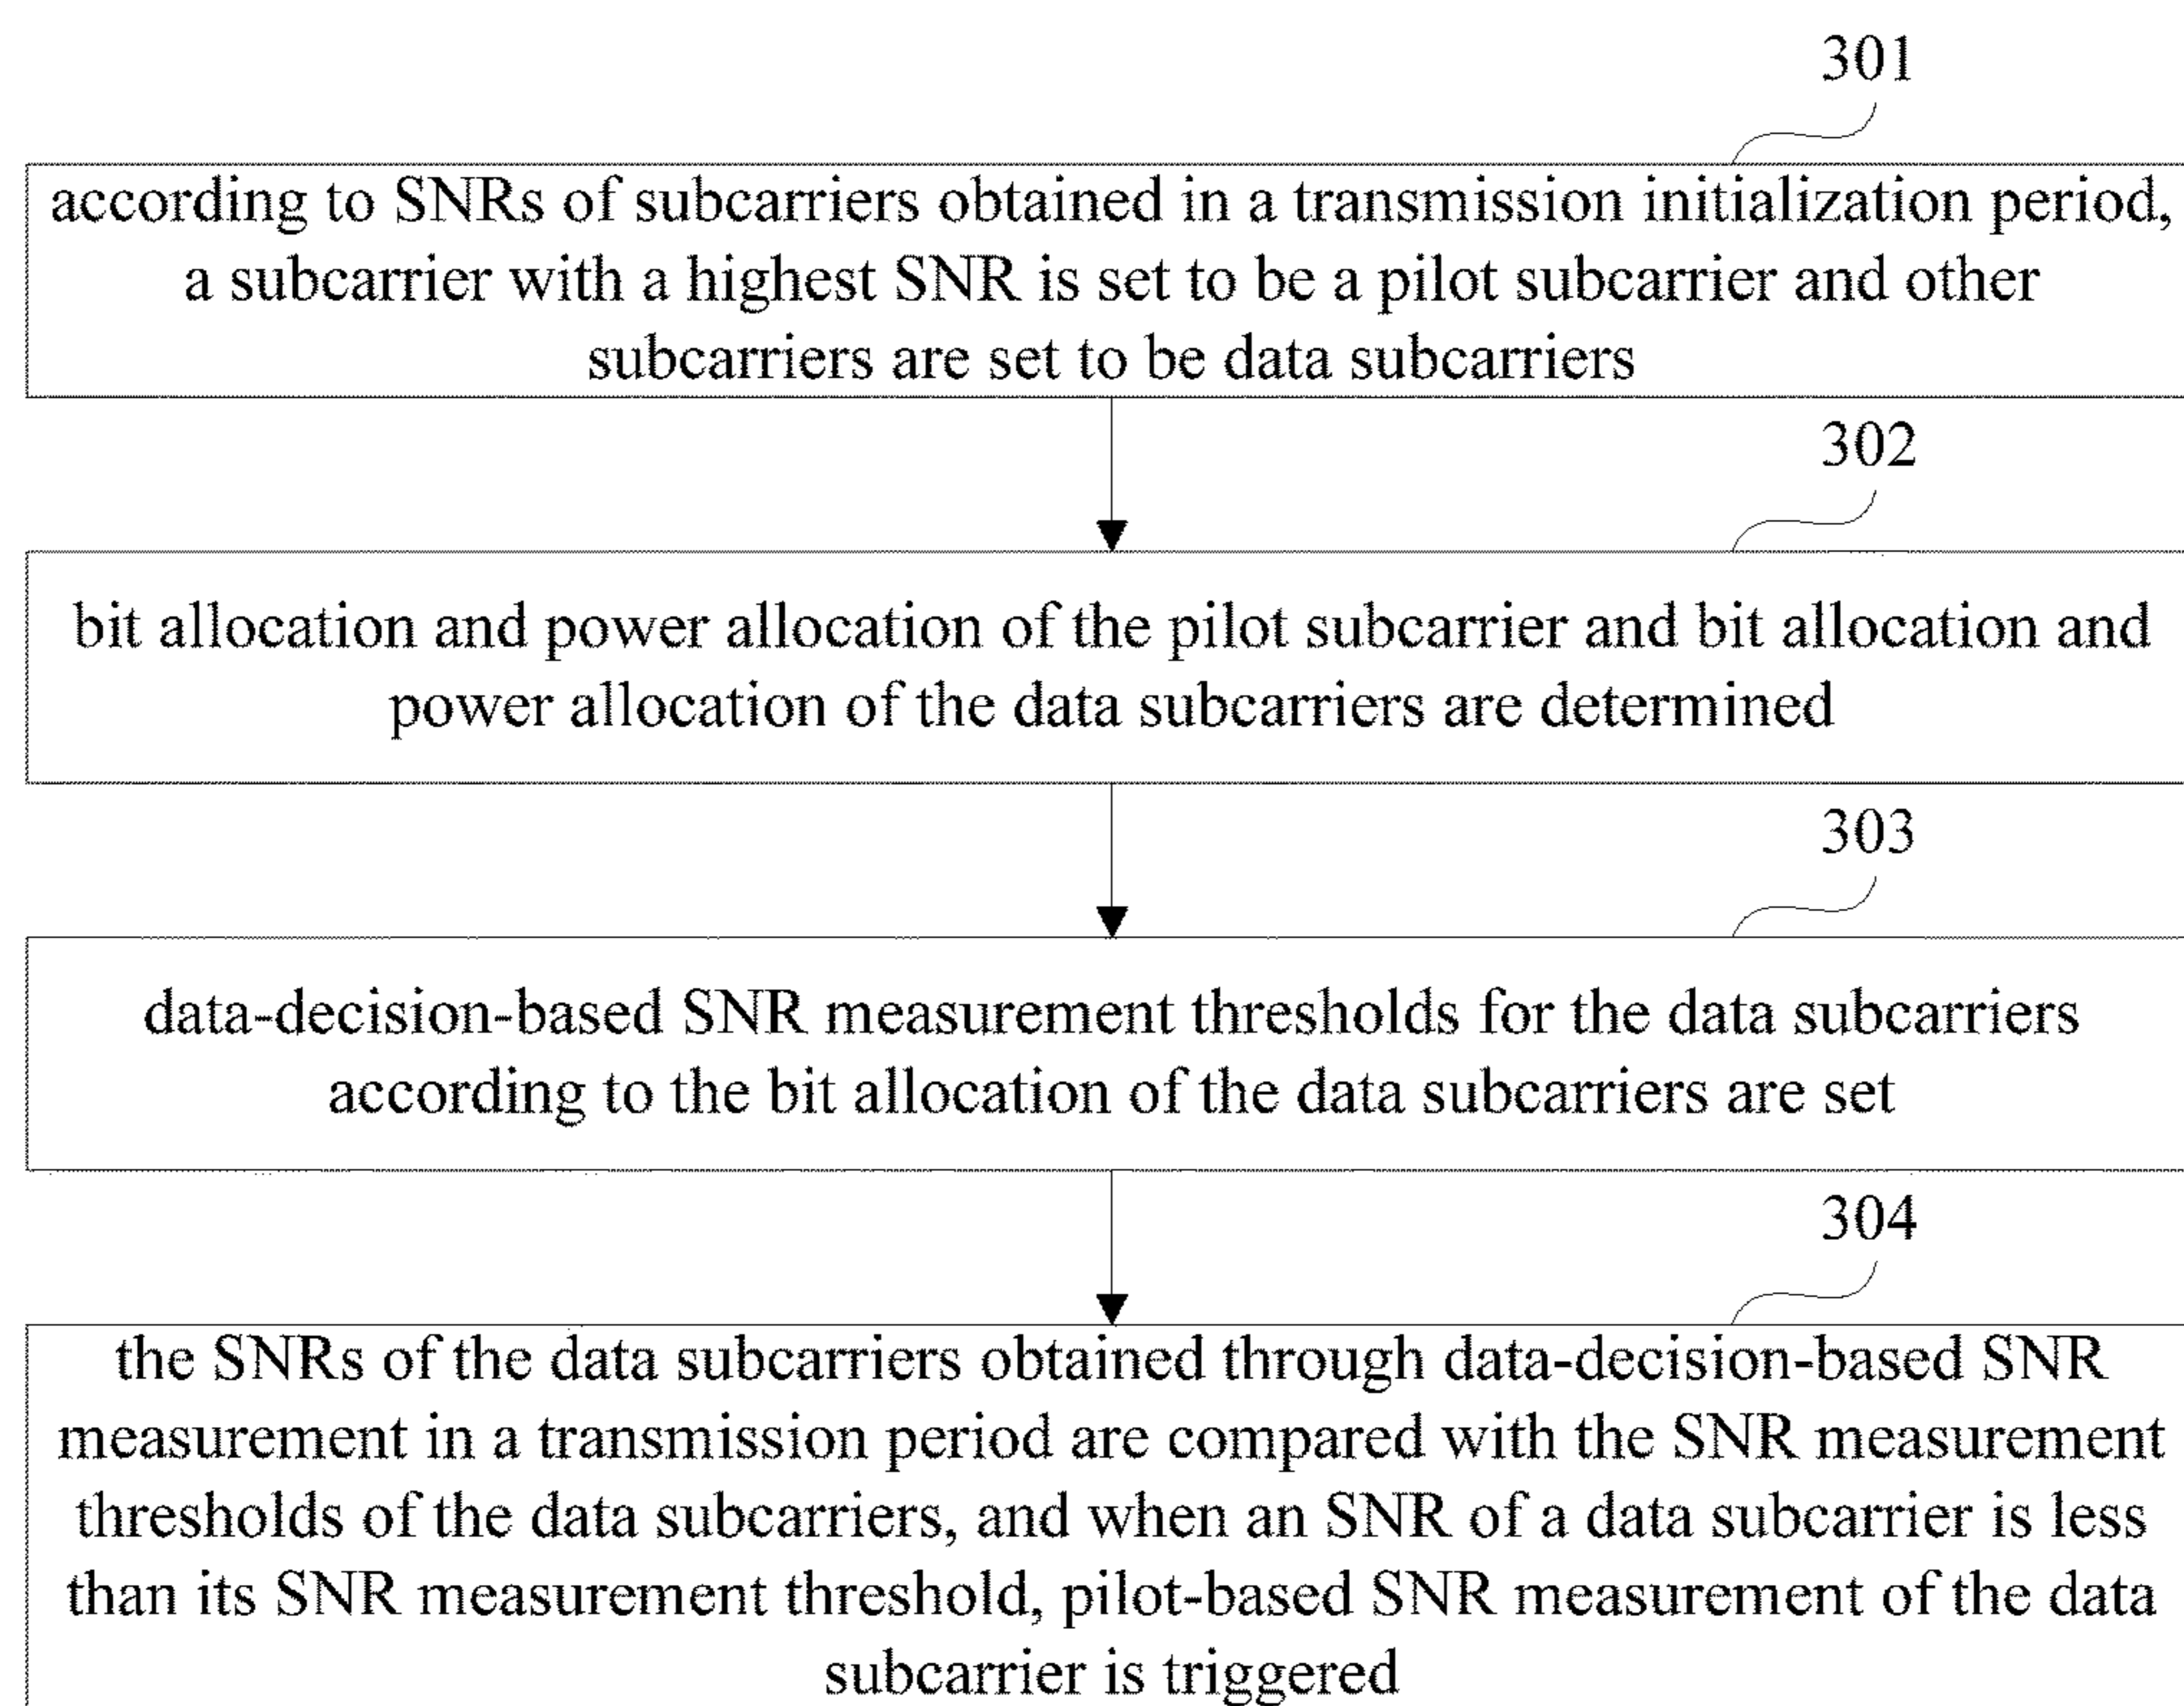 301
according to SNRs of subcarriers obtained in a transmission initialization period,
a subcarrier with a highest SNR is set to be a pilot subcarrier and other
subcarriers are set to be data subcarriers
302
bit allocation and power allocation of the pilot subcarrier and bit allocation and
power allocation of the data subcarriers are determined
303
data-decision-based SNR measurement thresholds for the data subcarriers
according to the bit allocation of the data subcarriers are set
304
the SNRs of the data subcarriers obtained through data-decision-based SNR
measurement in a transmission period are compared with the SNR measurement
thresholds of the data subcarriers, and when an SNR of a data subcarrier is less
than its SNR measurement threshold, pilot-based SNR measurement of the data
subcarrier is triggered